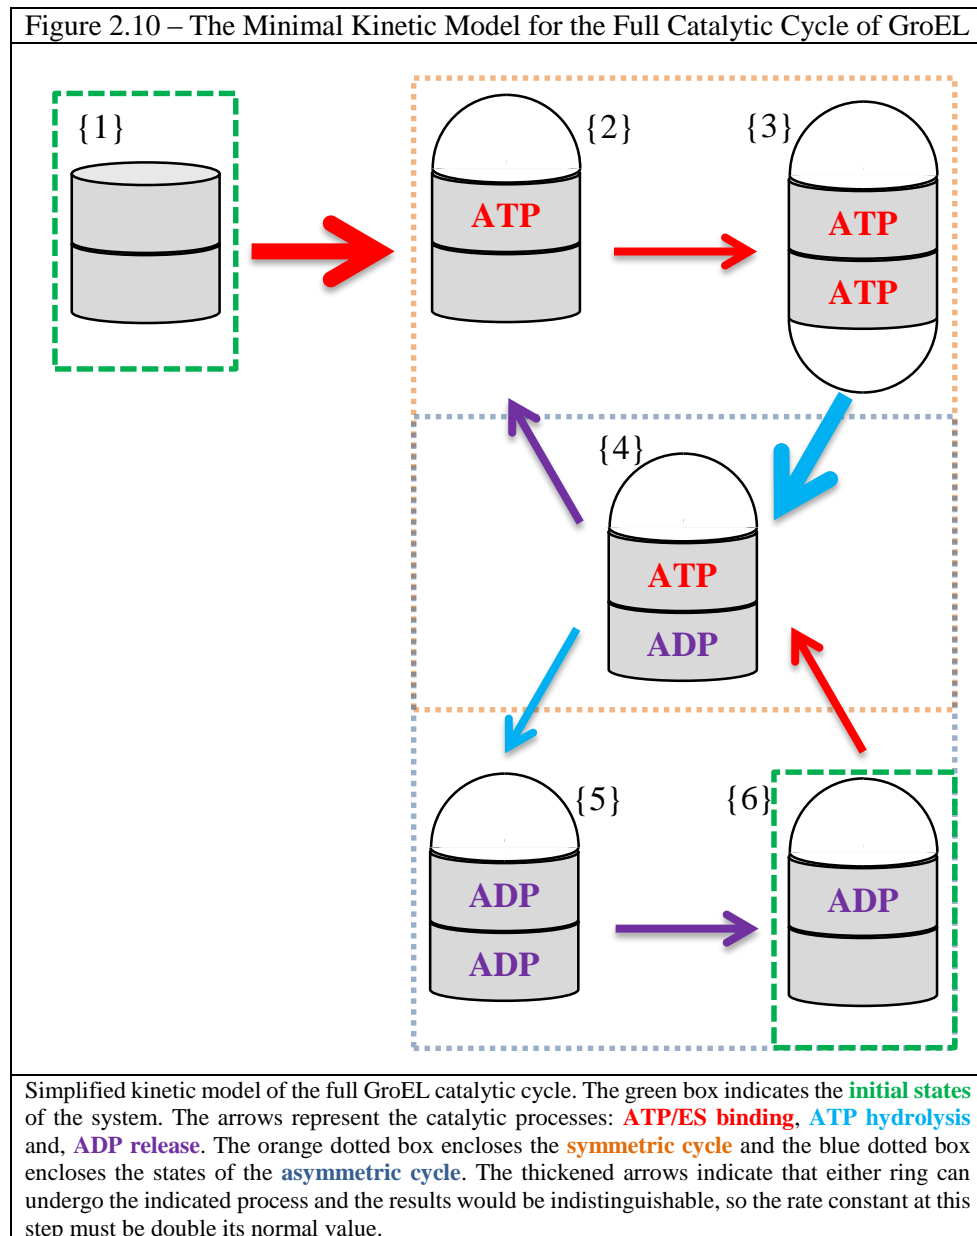 Figure 2.10 – The Minimal Kinetic Model for the Full Catalytic Cycle of GroEL
{1}
{2}
{3}
ATP
ATP
ATP
{4}
ATP
ADP
{5}
{6}
ADP
ADP
ADP
Simplified kinetic model of the full GroEL catalytic cycle. The green box indicates the initial states
of the system. The arrows represent the catalytic processes: ATP/ES binding, ATP hydrolysis
and, ADP release. The orange dotted box encloses the symmetric cycle and the blue dotted box
encloses the states of the asymmetric cycle. The thickened arrows indicate that either ring can
undergo the indicated process and the results would be indistinguishable, so the rate constant at this
step must be double its normal value.